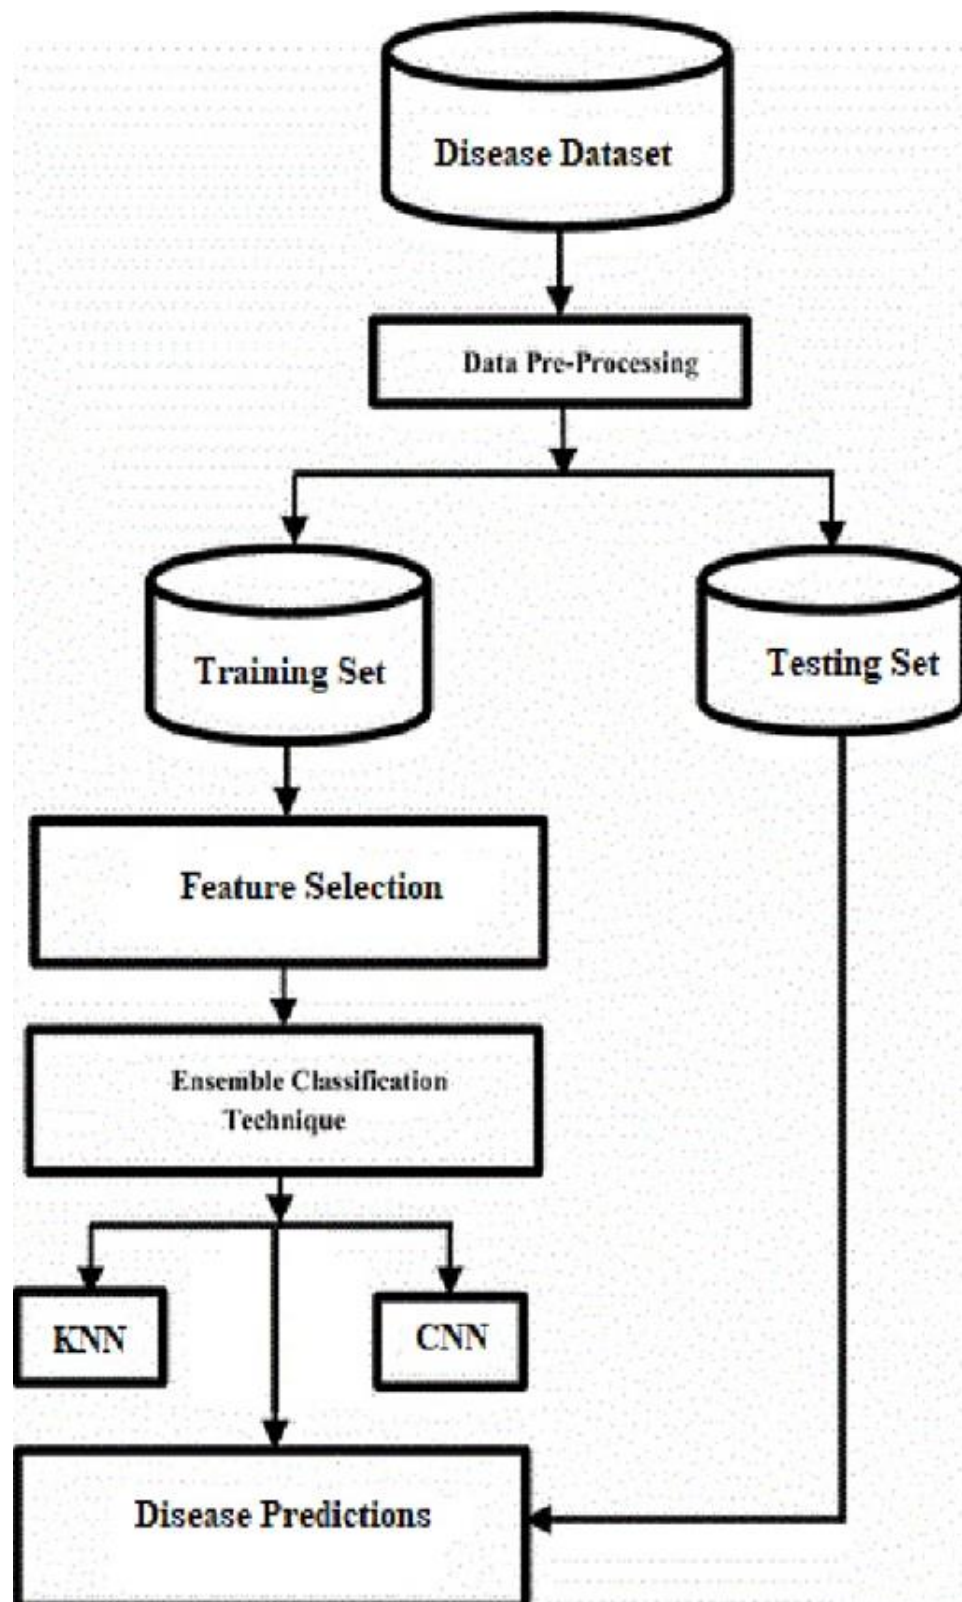 Disease Dataset
Data Pre-Processing
Training Set
Testing Set
Feature Selection
Ensemble Classification
Technique
KNN
CNN
Disease Predictions